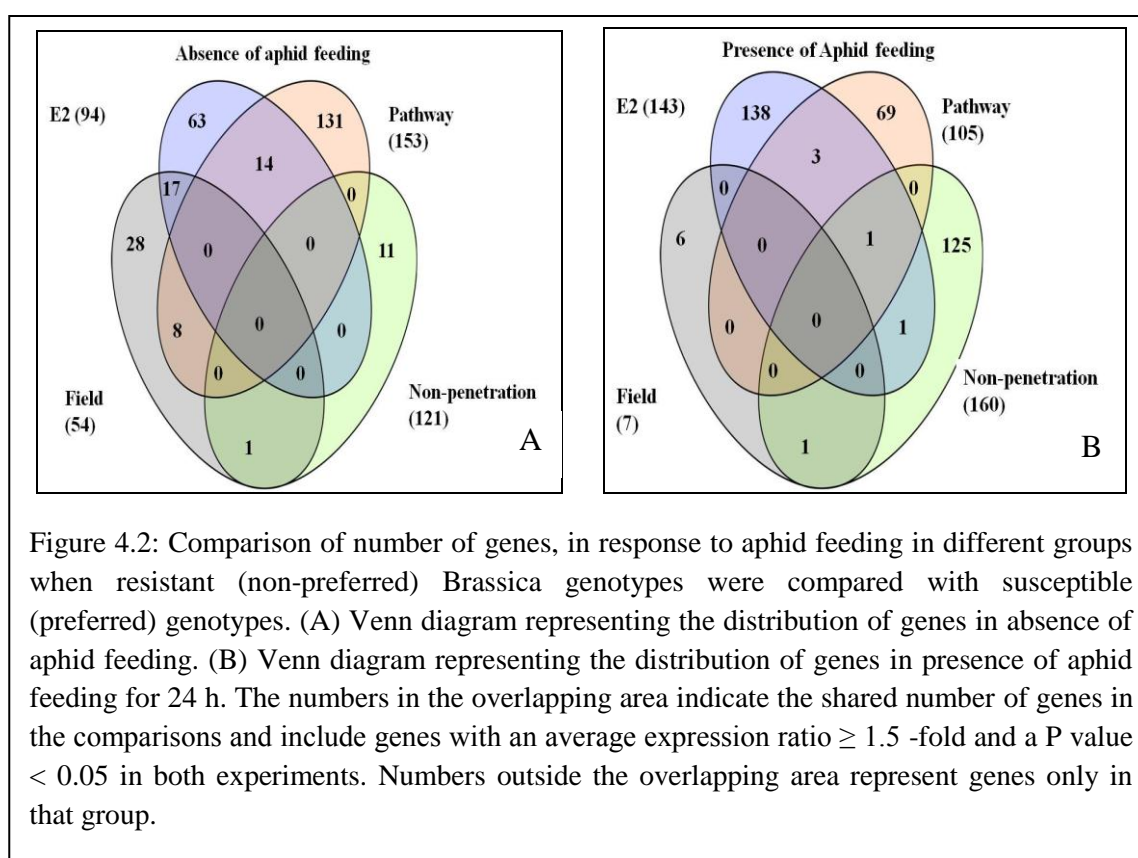 Absence of aphid feeding
E2 (94)
63
131
Pathway
(153)
14
17
0
28
0
0
11
8
0
0
0
0
Field
(54)
Non-penetration
(121)
1
A
Presence of Aphid feeding
E2 (143)
138
69
Pathway
(105)
3
0
0
6
0
1
125
0
0
1
0
0
Field
(7)
Non-penetration
(160)
1
B
Figure 4.2: Comparison of number of genes, in response to aphid feeding in different groups
when resistant (non-preferred) Brassica genotypes were compared with susceptible
(preferred) genotypes. (A) Venn diagram representing the distribution of genes in absence of
aphid feeding. (B) Venn diagram representing the distribution of genes in presence of aphid
feeding for 24 h. The numbers in the overlapping area indicate the shared number of genes in
the comparisons and include genes with an average expression ratio ≥ 1.5 -fold and a P value
< 0.05 in both experiments. Numbers outside the overlapping area represent genes only in
that group.